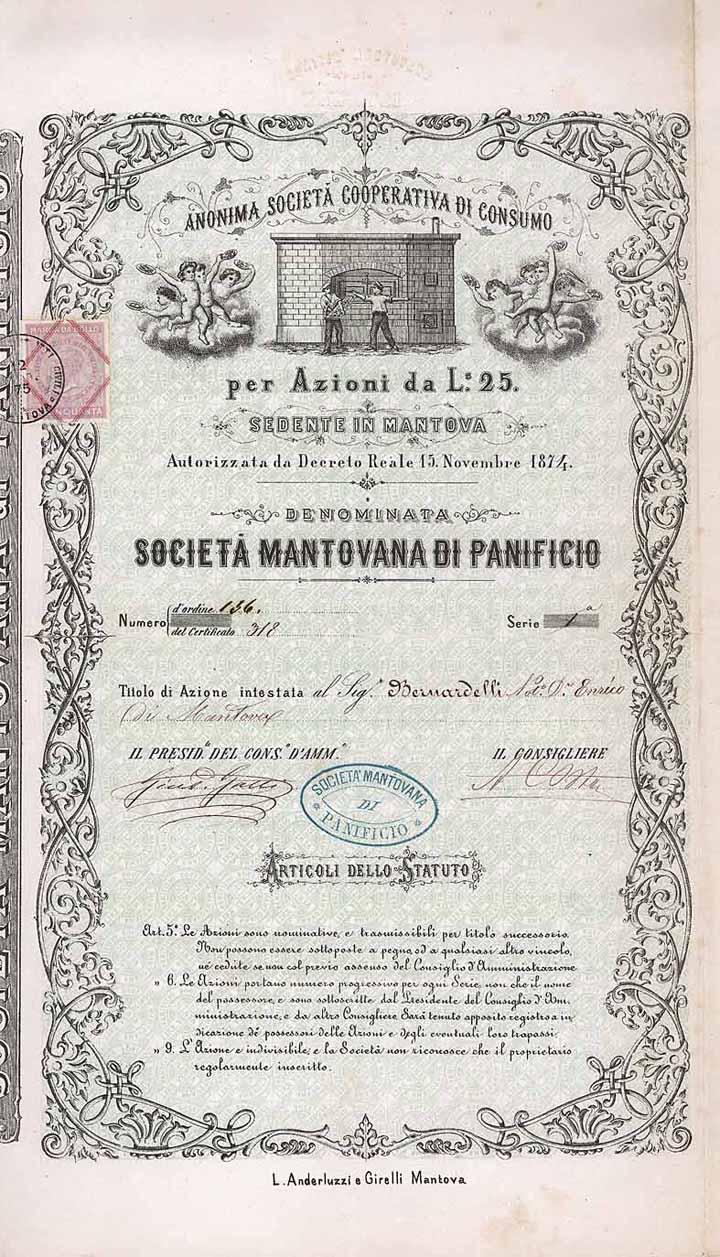 ANONIMA SOCIETÀ COOPERATIVA DI CONSUMO
MARCA DA BOLLO
per Azioni da L.e 25.
SEDENTE IN MANTOVA
Autorizzata da Decreto Reale 15. Novembre 1874.
DENOMINATA
SOCIETÀ MANTOVANA DI PANIFICIO
Numero
d'ordine 136.
del Certificato 318
Serie 1a
Titolo di Azione intestata al Sig.r Bernardelli Not.o D.r Enrico
di Mantova
IL PRESID.e DEL CONS.o D'AMM.e
IL CONSIGLIERE
SOCIETA' MANTOVANA
DI
PANIFICIO
ARTICOLI DELLO STATUTO
Art. 5.o Le Azioni sono nominative, e trasmissibili per titolo successorio.
Non possono essere sottoposte a pegno, od a qualsiasi altro vincolo,
nè cedute se non col previo assenso del Consiglio d'Amministrazione
" 6. Le Azioni portano numero progressivo per ogni Serie, non che il nome
del possessore, e sono sottoscritte dal Presidente del Consiglio d'Am-
ministrazione, e da altro Consigliere. Sarà tenuto apposito registro a in-
dicazione de' possessori delle Azioni e degli eventuali loro trapassi.
" 9. L'Azione è indivisibile, e la Società non riconosce che il proprietario
regolarmente inscritto.
L. Anderluzzi e Girelli Mantova